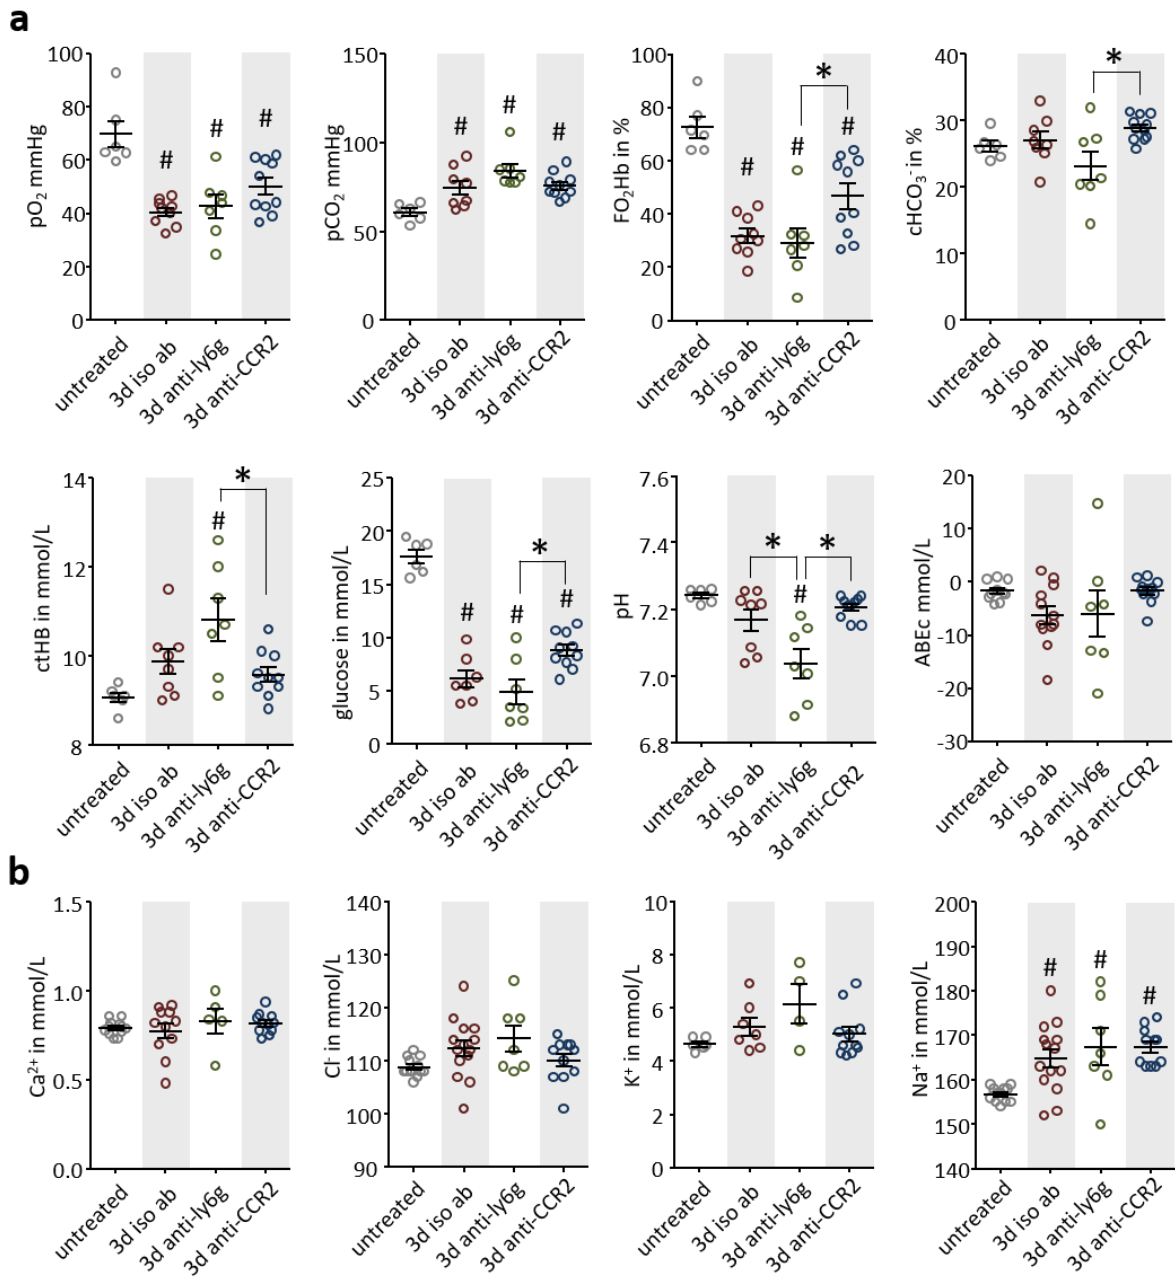 a
pO₂ mmHg
100
80
60
40
20
0
#
#
#
untreated
3d iso ab
3d anti-ly6g
3d anti-CCR2
pCO₂ mmHg
150
100
50
0
#
#
#
untreated
3d iso ab
3d anti-ly6g
3d anti-CCR2
FO₂Hb in %
100
80
60
40
20
0
*
#
#
#
untreated
3d iso ab
3d anti-ly6g
3d anti-CCR2
cHCO₃⁻ in %
40
30
20
10
0
*
untreated
3d iso ab
3d anti-ly6g
3d anti-CCR2
ctHB in mmol/L
14
12
10
8
*
#
untreated
3d iso ab
3d anti-ly6g
3d anti-CCR2
glucose in mmol/L
25
20
15
10
5
0
*
#
#
#
untreated
3d iso ab
3d anti-ly6g
3d anti-CCR2
pH
7.6
7.4
7.2
7.0
6.8
*
*
#
untreated
3d iso ab
3d anti-ly6g
3d anti-CCR2
ABEc mmol/L
20
10
0
-10
-20
-30
untreated
3d iso ab
3d anti-ly6g
3d anti-CCR2
b
Ca²⁺ in mmol/L
1.5
1.0
0.5
0.0
untreated
3d iso ab
3d anti-ly6g
3d anti-CCR2
Cl⁻ in mmol/L
140
130
120
110
100
90
untreated
3d iso ab
3d anti-ly6g
3d anti-CCR2
K⁺ in mmol/L
10
8
6
4
2
0
untreated
3d iso ab
3d anti-ly6g
3d anti-CCR2
Na⁺ in mmol/L
200
190
180
170
160
150
140
#
#
#
untreated
3d iso ab
3d anti-ly6g
3d anti-CCR2